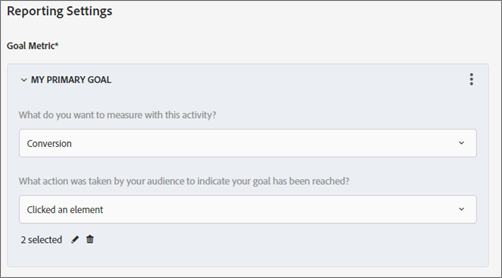 Reporting Settings
Goal Metric*
MY PRIMARY GOAL
What do you want to measure with this activity?
Conversion
What action was taken by your audience to indicate your goal has been reached?
Clicked an element
2 selected